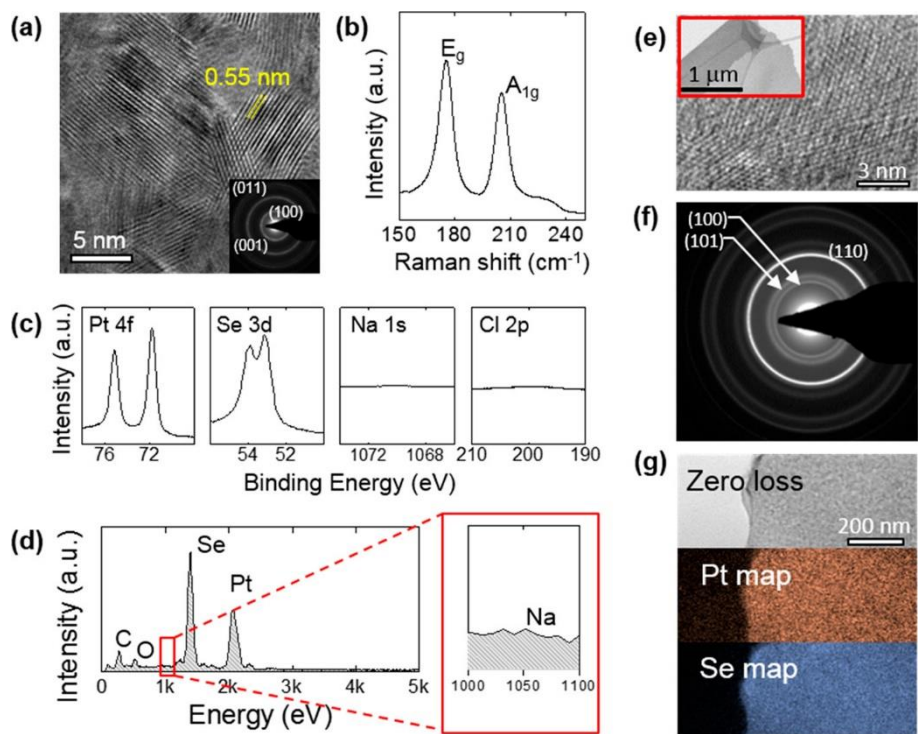 (a)
0.55 nm
(011)
(100)
(001)
5 nm
(b)
Intensity (a.u.)
E_g
A_1g
150 180 210 240
Raman shift (cm⁻¹)
(c)
Intensity (a.u.)
Pt 4f
Se 3d
Na 1s
Cl 2p
76 72
54 52
1072 1068
210 200 190
Binding Energy (eV)
(d)
Intensity (a.u.)
C
O
Se
Pt
0 1k 2k 3k 4k 5k
Energy (eV)
Na
1000 1050 1100
(e)
1 μm
3 nm
(f)
(100)
(101)
(110)
(g)
Zero loss
200 nm
Pt map
Se map